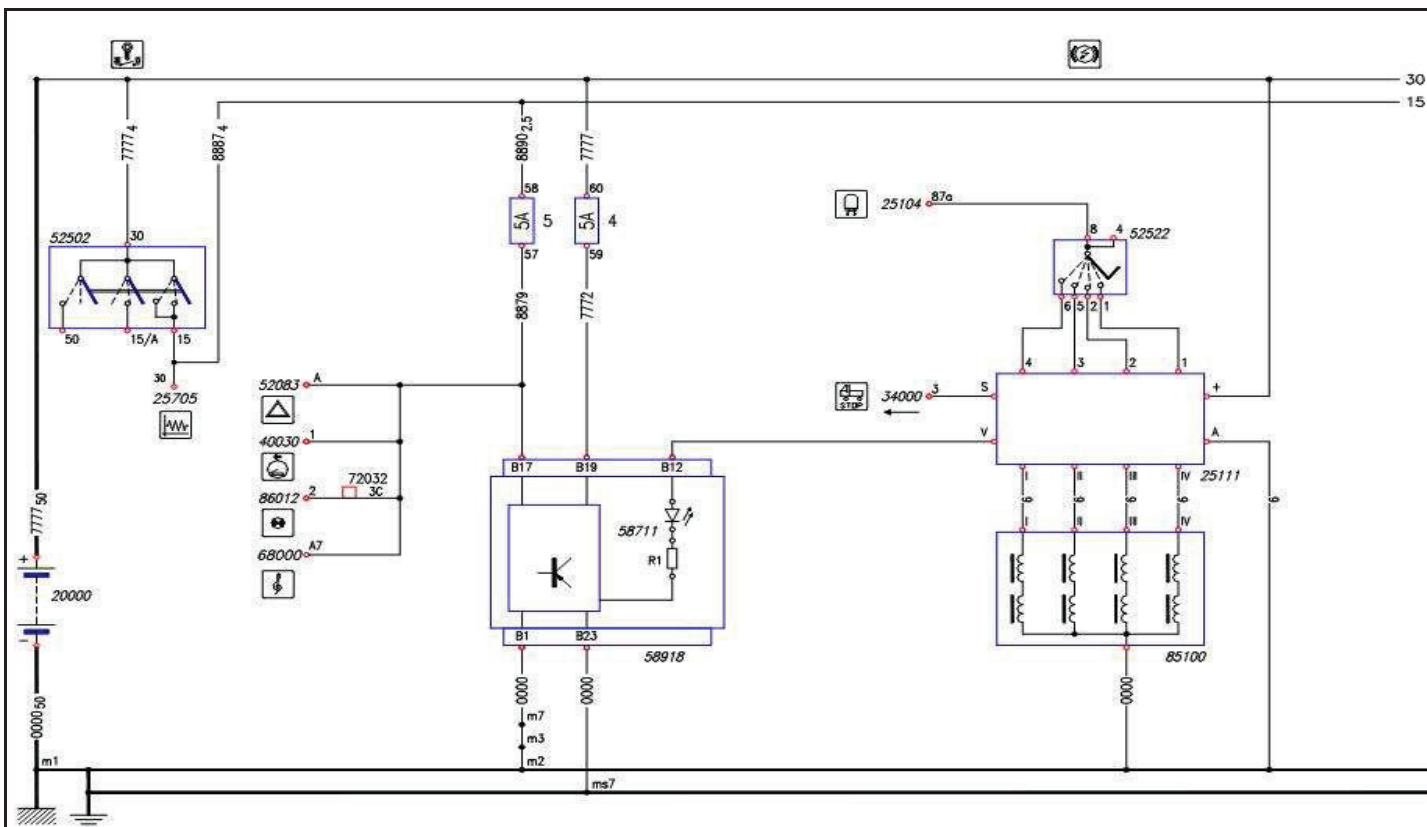 30
15
7777 4
8887 4
8890 2,5
7777
58
60
5A 5
5A 4
57
59
25104 87a
8 4 52522
6 5 2 1
52502 30
50 15/A 15
30
25705
8879
7772
4 3 2 1
52083 A
40030 1
72032
86012 2 3C
68000 A7
STOP
34000 3 S +
V A
B17 B19 B12
25111
I II III IV
6 6 6 6 6
I II III IV
58711
R1
7777 50
+
20000
-
B1 B23
58918
85100
0000 50
0000
0000
0000
m7
m3
m1 m2
ms7